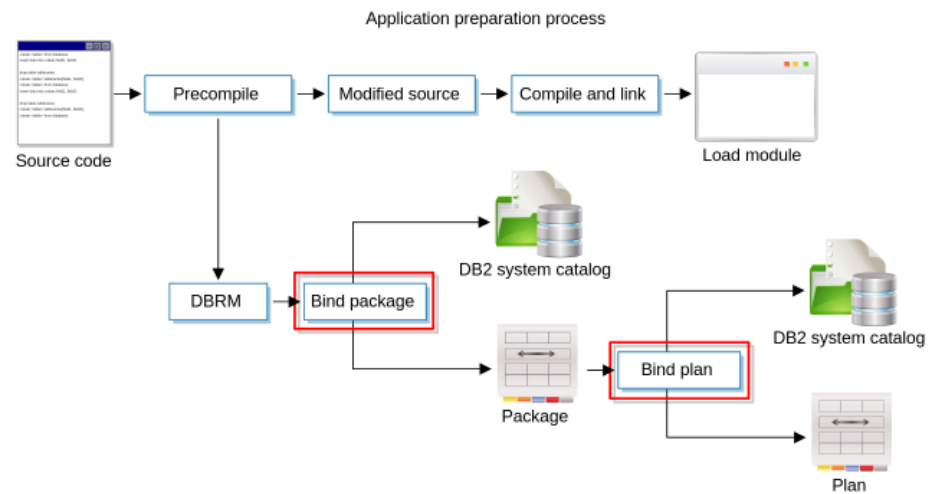 Application preparation process
Precompile
Modified source
Compile and link
Source code
Load module
DB2 system catalog
DBRM
Bind package
DB2 system catalog
Package
Bind plan
Plan